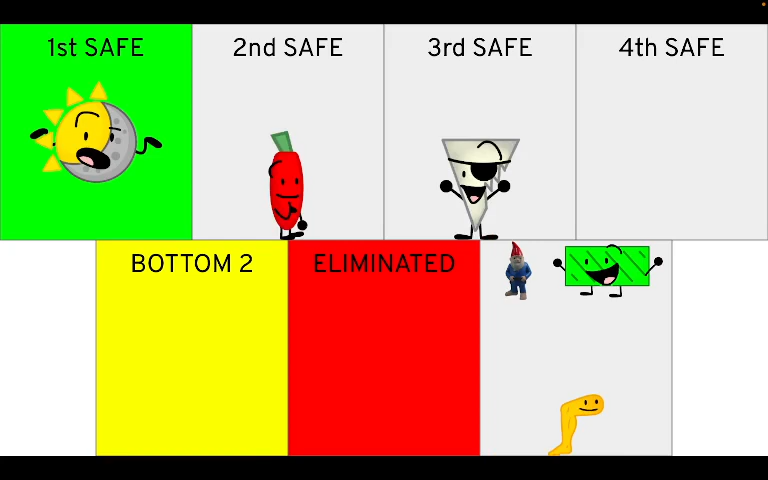 1st SAFE
2nd SAFE
3rd SAFE
4th SAFE
BOTTOM 2
ELIMINATED